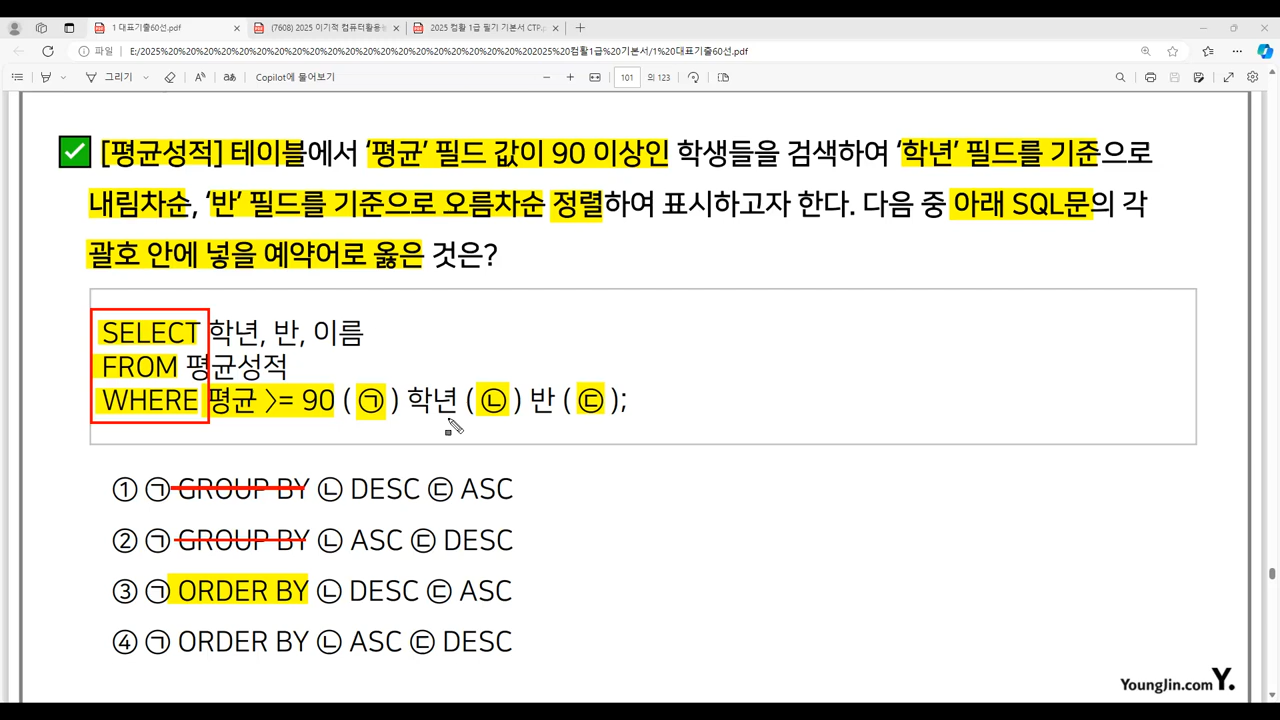 1 대표기출60선.pdf
(7608) 2025 이기적 컴퓨터활용능
2025 컴활 1급 필기 기본서 CTP.
파일
E:/2025%20%20%20%20%20%20%20%20%20%20%20%20%20%20%20%20%202025%20컴활1급%20기본서/1%20대표기출60선.pdf
그리기
Copilot에 물어보기
101
의 123
[평균성적] 테이블에서 ‘평균’ 필드 값이 90 이상인 학생들을 검색하여 ‘학년’ 필드를 기준으로
내림차순, ‘반’ 필드를 기준으로 오름차순 정렬하여 표시하고자 한다. 다음 중 아래 SQL문의 각
괄호 안에 넣을 예약어로 옳은 것은?
SELECT 학년, 반, 이름
FROM 평균성적
WHERE 평균 >= 90 ( ㉠ ) 학년 ( ㉡ ) 반 ( ㉢ );
① ㉠ GROUP BY ㉡ DESC ㉢ ASC
② ㉠ GROUP BY ㉡ ASC ㉢ DESC
③ ㉠ ORDER BY ㉡ DESC ㉢ ASC
④ ㉠ ORDER BY ㉡ ASC ㉢ DESC
YoungJin.com Y.